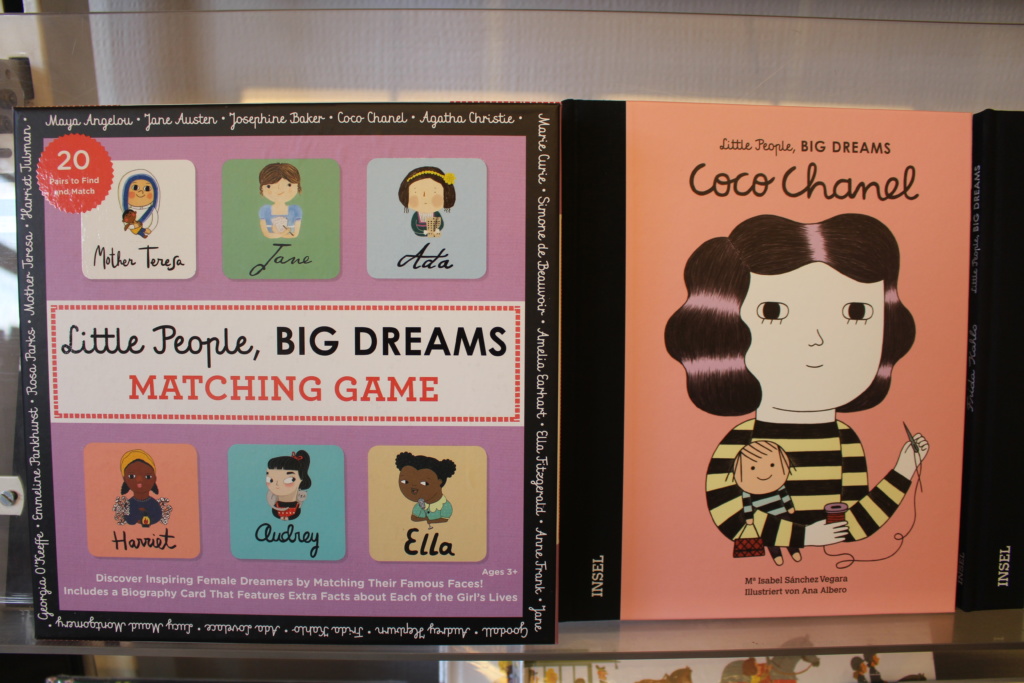 Maya Angelou • Jane Austen • Josephine Baker • Coco Chanel • Agatha Christie •
Marie Curie • Simone de Beauvoir • Amelia Earhart • Ella Fitzgerald • Anne Frank • Jane
Goodall • Audrey Hepburn • Frida Kahlo • Ada Lovelace • Lucy Maud Montgomery •
Georgia O'Keeffe • Emmeline Pankhurst • Rosa Parks • Mother Teresa • Harriet Tubman •
20
Pairs to Find
and Match
Mother Teresa
Jane
Ada
Little People, BIG DREAMS
MATCHING GAME
Harriet
Audrey
Ella
Ages 3+
Discover Inspiring Female Dreamers by Matching Their Famous Faces!
Includes a Biography Card That Features Extra Facts about Each of the Girl's Lives
INSEL
Little People, BIG DREAMS
Coco Chanel
Mª Isabel Sánchez Vegara
Illustriert von Ana Albero
Little People, BIG DREAMS
Frida Kahlo
INSEL